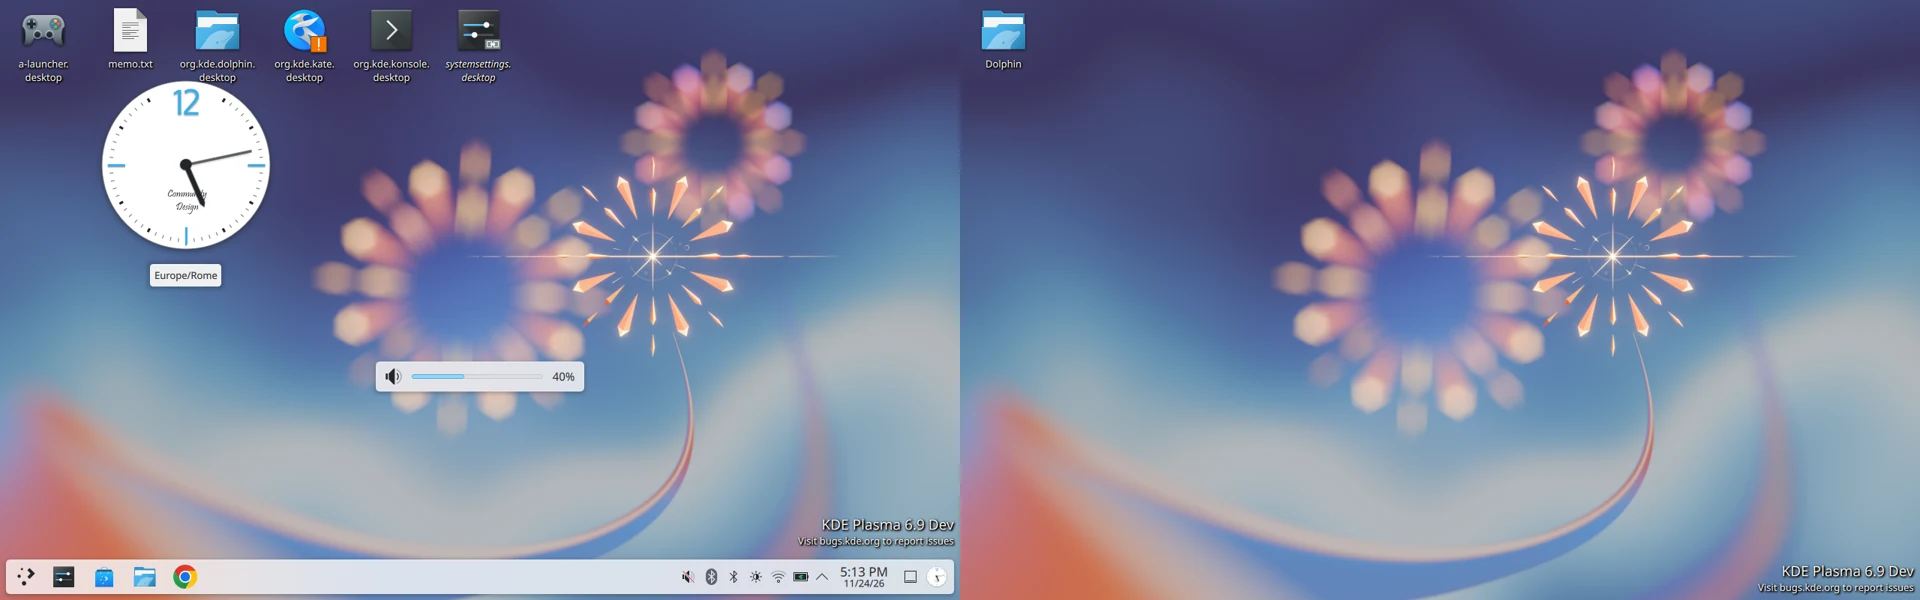 a-launcher.
desktop
memo.txt
org.kde.dolphin.
desktop
org.kde.kate.
desktop
org.kde.konsole.
desktop
systemsettings.
desktop
Dolphin
12
Community
Design
Europe/Rome
40%
KDE Plasma 6.9 Dev
Visit bugs.kde.org to report issues
5:13 PM
11/24/26
KDE Plasma 6.9 Dev
Visit bugs.kde.org to report issues